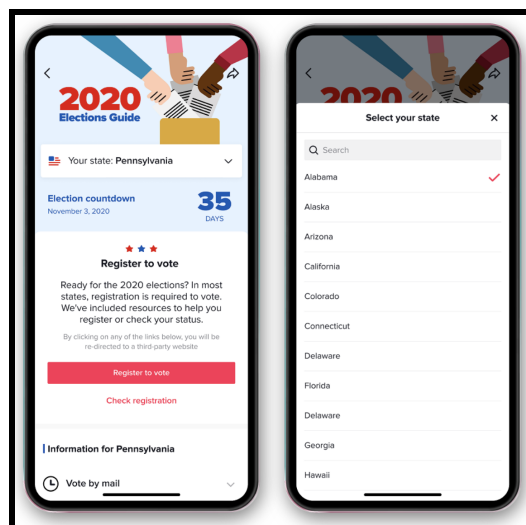 2020
Elections Guide
Your state: Pennsylvania
Election countdown
November 3, 2020
35
DAYS
Register to vote
Ready for the 2020 elections? In most
states, registration is required to vote.
We've included resources to help you
register or check your status.
By clicking on any of the links below, you will be
re-directed to a third-party website
Register to vote
Check registration
Information for Pennsylvania
Vote by mail
2020
Select your state
Search
Alabama
Alaska
Arizona
California
Colorado
Connecticut
Delaware
Florida
Delaware
Georgia
Hawaii